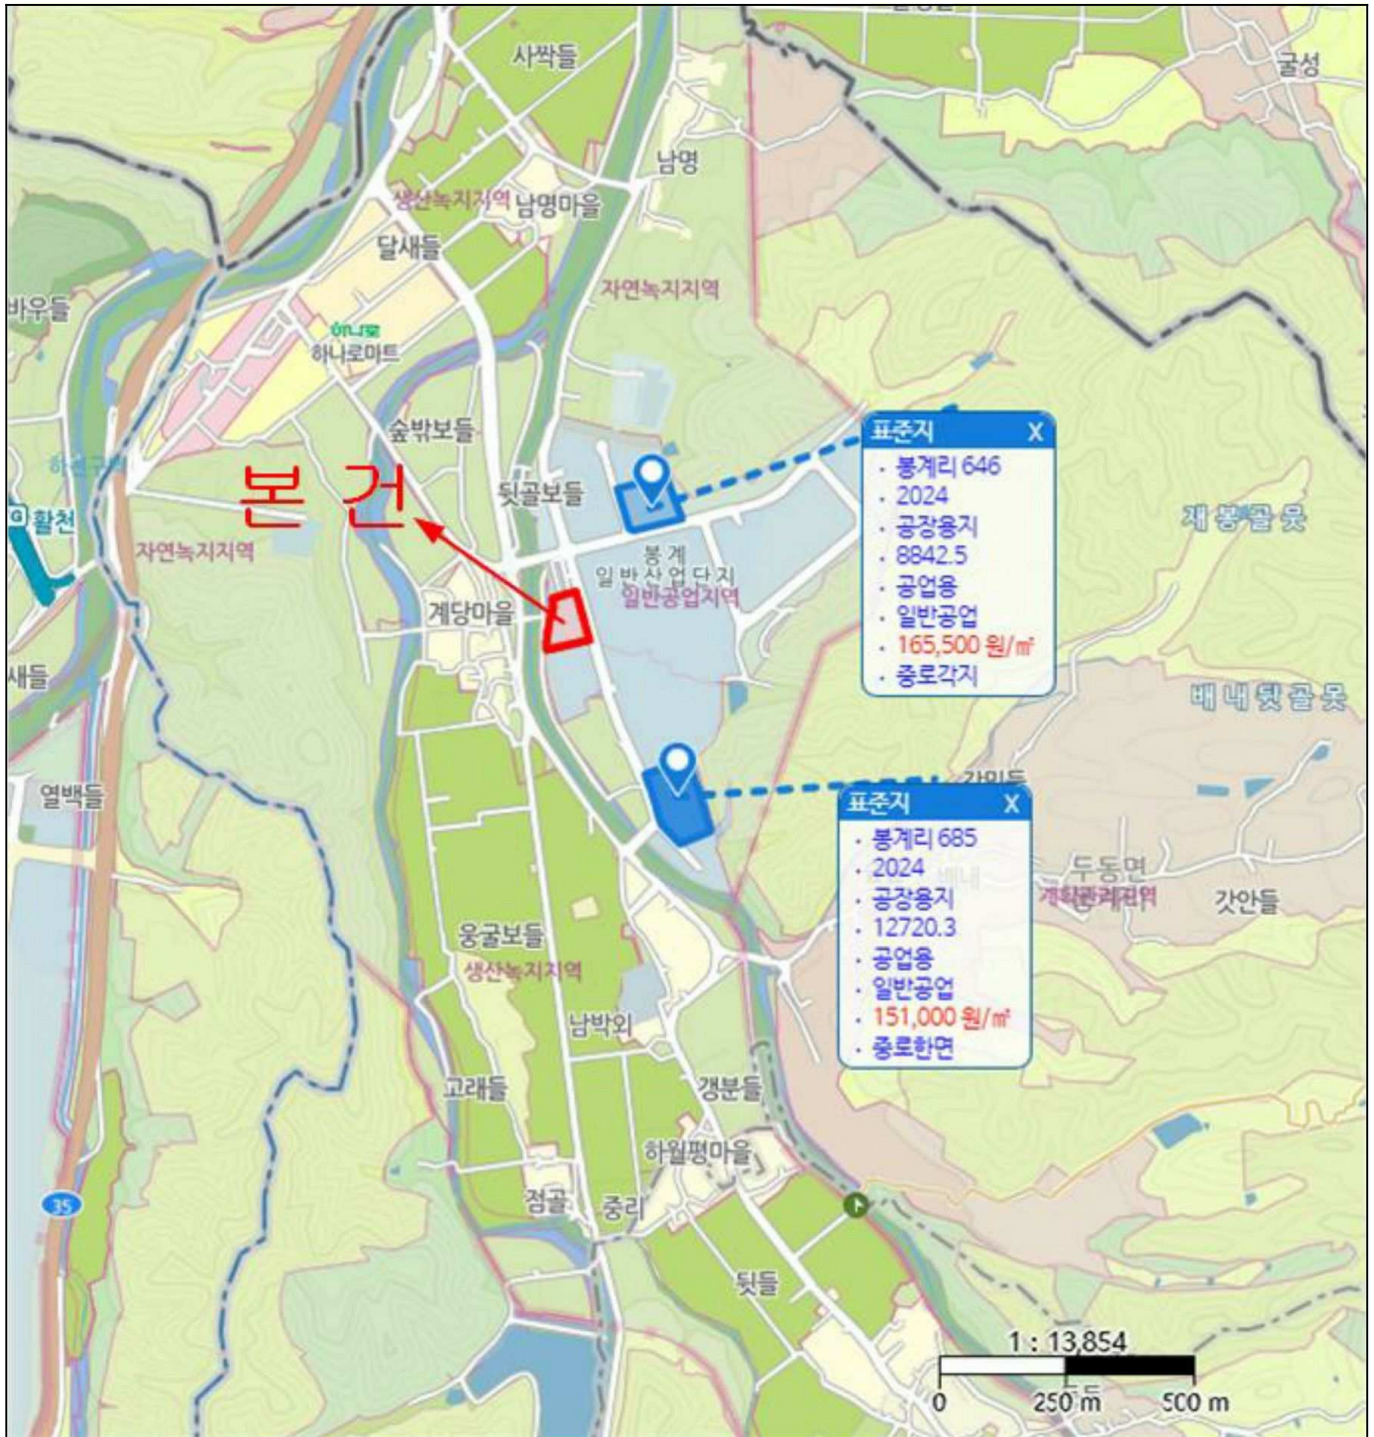 사짝들
굴성
남명
생산녹지지역
남명마을
달새들
자연녹지지역
바우들
하나로
하나로마트
숲밖보들
표준지 X
· 봉계리 646
· 2024
· 공장용지
· 8842.5
· 공업용
· 일반공업
· 165,500 원/㎡
· 중로각지
본 건
뒷골보들
G 활천
자연녹지지역
재봉골못
봉계
일반산업단지
일반공업지역
계당마을
새들
배내뒷골못
열백들
표준지 X
· 봉계리 685
· 2024
· 공장용지
· 12720.3
· 공업용
· 일반공업
· 151,000 원/㎡
· 중로한면
배내
두동면
계획관리지역
갓안들
웅굴보들
생산녹지지역
남박외
고래들
갱분들
하월평마을
35
점골
중리
뒷들
1 : 13,854
0 250 m 500 m